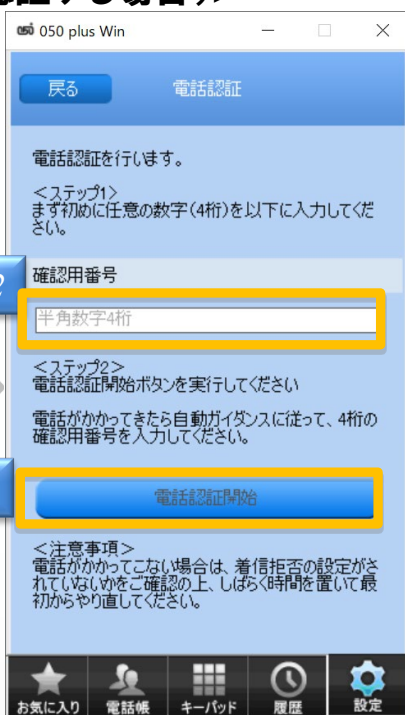 050 plus Win
戻る
電話認証
電話認証を行います。
<ステップ1>
まず初めに任意の数字(4桁)を以下に入力してくだ
さい。
2
確認用番号
半角数字4桁
<ステップ2>
電話認証開始ボタンを実行してください
電話がかかってきたら自動ガイダンスに従って、4桁の
確認用番号を入力してください。
電話認証開始
<注意事項>
電話がかかってこない場合は、着信拒否の設定がさ
れていないかをご確認の上、しばらく時間を置いて最
初からやり直してください。
お気に入り 電話帳 キーパッド 履歴 設定